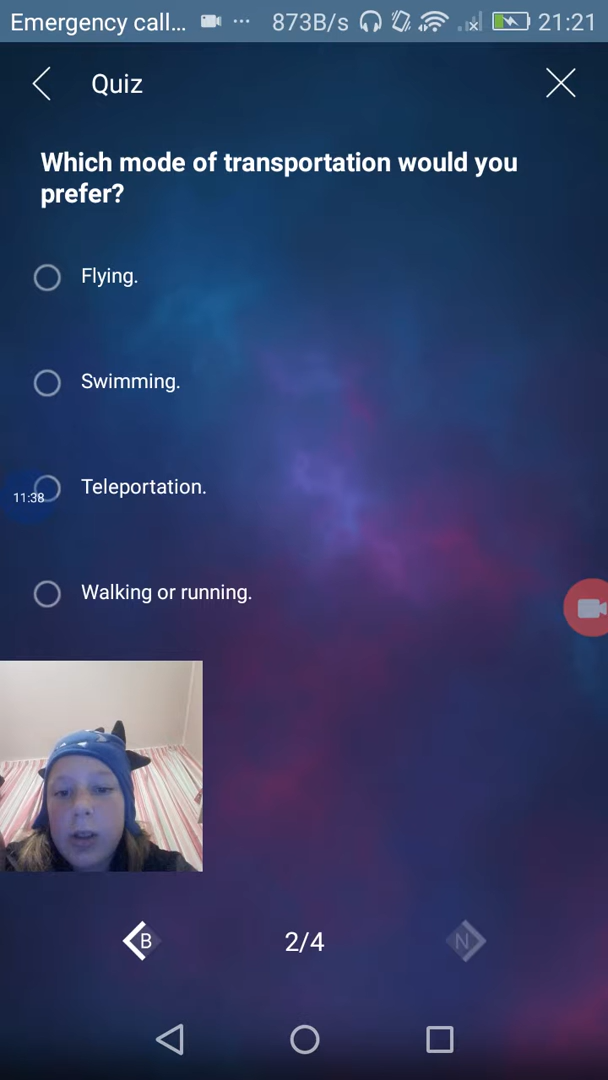 Emergency call... ... 873B/s 21:21
Quiz
Which mode of transportation would you
prefer?
Flying.
Swimming.
11:38
Teleportation.
Walking or running.
B 2/4 N